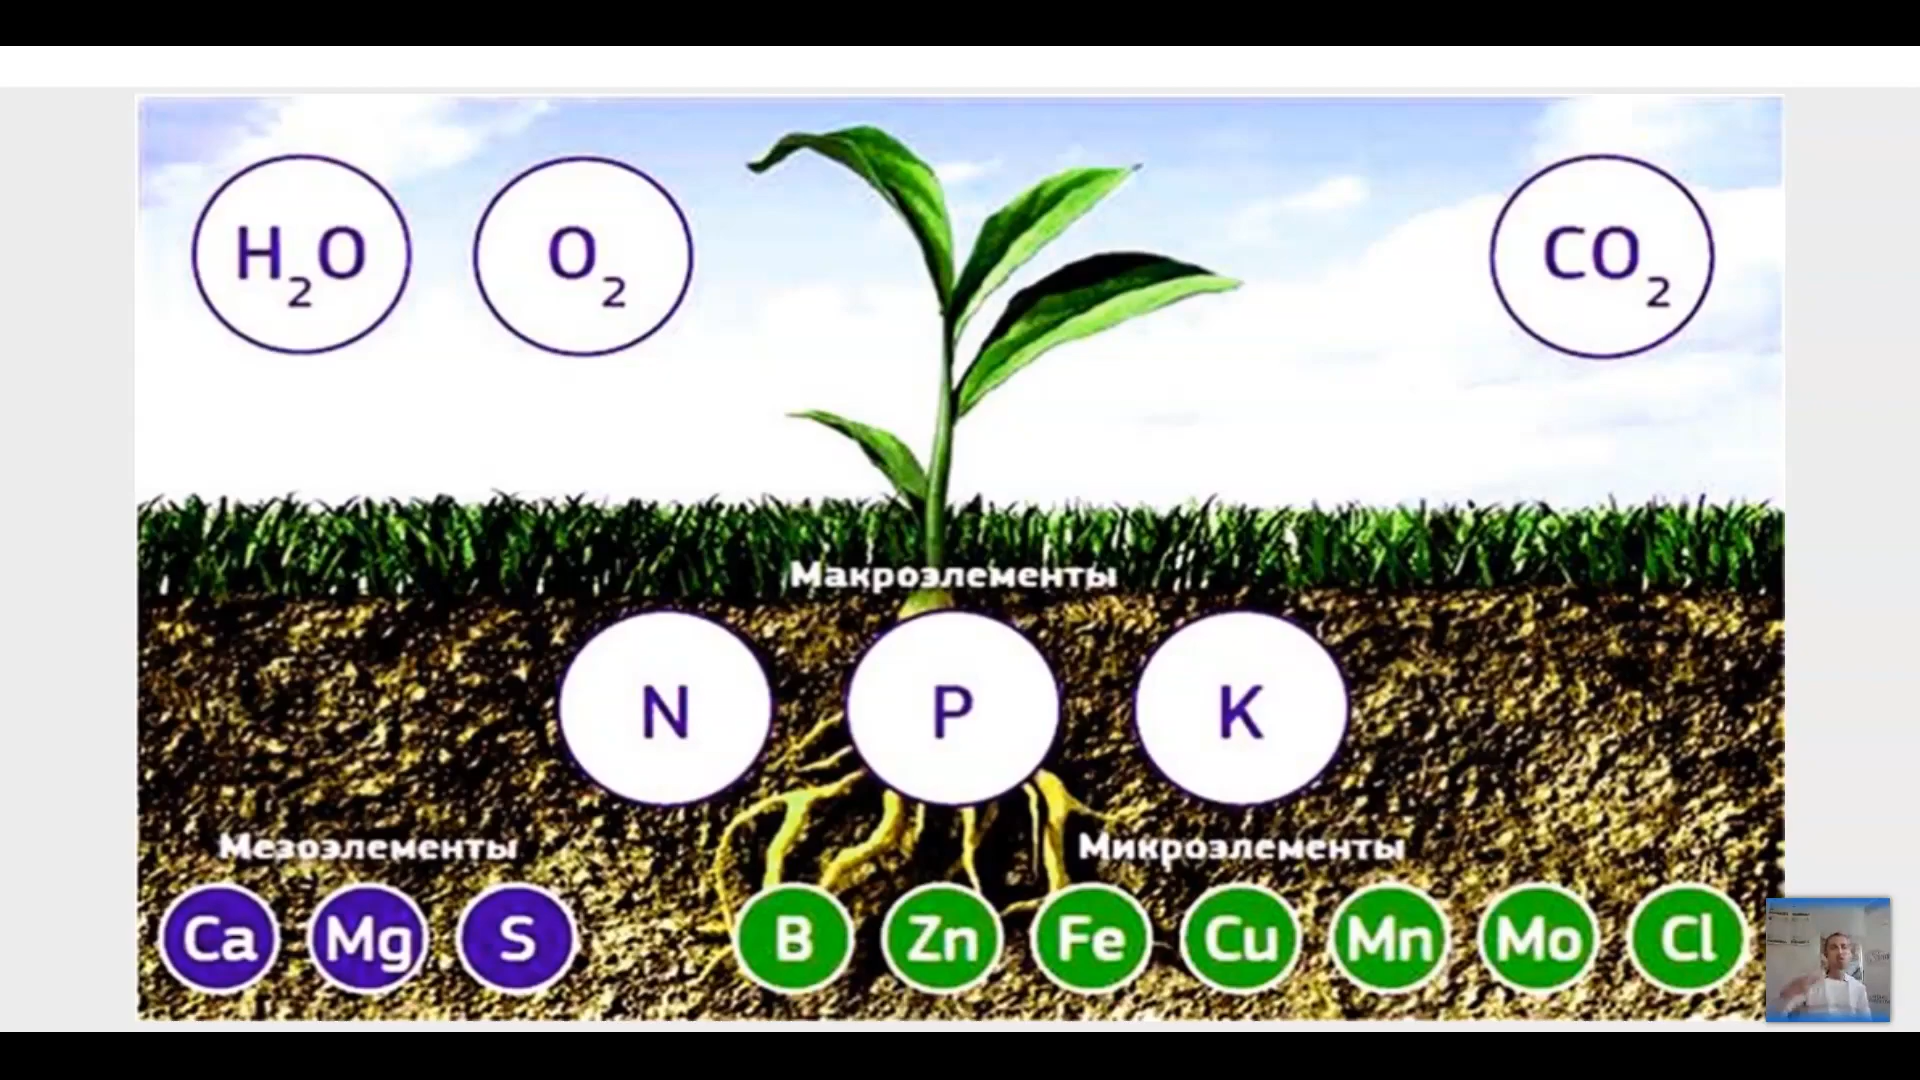 H₂O O₂ CO₂
Макроэлементы
N P K
Мезоэлементы Микроэлементы
Ca Mg S B Zn Fe Cu Mn Mo Cl